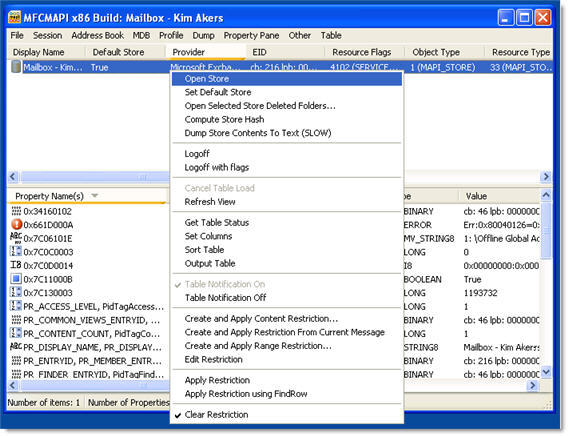 MFCMAPI x86 Build: Mailbox - Kim Akers
File Session Address Book MDB Profile Dump Property Pane Other Table
Display Name Default Store Provider EID Resource Flags Object Type Resource Type
Mailbox - Kim... True Microsoft Excha... cb: 216 lpb: 00... 4102 (SERVICE... 1 (MAPI_STORE) 33 (MAPI_STO...
Open Store
Set Default Store
Open Selected Store Deleted Folders...
Compute Store Hash
Dump Store Contents To Text (SLOW)
Logoff
Logoff with flags
Cancel Table Load
Refresh View
Get Table Status
Set Columns
Sort Table
Output Table
Table Notification On
Table Notification Off
Create and Apply Content Restriction...
Create and Apply Restriction From Current Message
Create and Apply Range Restriction...
Edit Restriction
Apply Restriction
Apply Restriction using FindRow
Clear Restriction
Property Name(s) pe Value
0x34160102 BINARY cb: 46 lpb: 0000000
0x661D000A ERROR Err:0x80040126=0
0x7C06101E MV_STRING8 1: \Offline Global Ac
0x7C0C0003 LONG 0
0x7C0D0014 I8 0x00000000:0x0000
0x7C11000B BOOLEAN True
0x7C130003 LONG 1193732
PR_ACCESS_LEVEL, PidTagAccess... LONG 1
PR_COMMON_VIEWS_ENTRYID, ... BINARY cb: 46 lpb: 0000000
PR_CONTENT_COUNT, PidTagCo... LONG 1
PR_DISPLAY_NAME, PR_DISPLAY... STRING8 Mailbox - Kim Akers
PR_ENTRYID, PR_MEMBER_ENTR... BINARY cb: 216 lpb: 000000
PR_FINDER_ENTRYID, PidTagFind... BINARY cb: 46 lpb: 0000000
Number of items: 1 Number of Properties